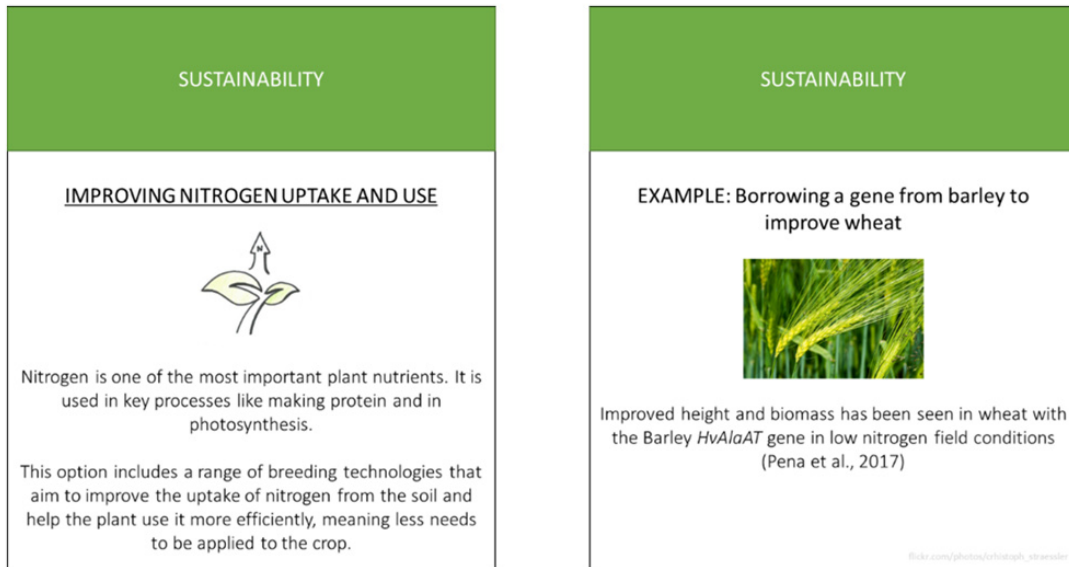 SUSTAINABILITY
IMPROVING NITROGEN UPTAKE AND USE
N
Nitrogen is one of the most important plant nutrients. It is
used in key processes like making protein and in
photosynthesis.
This option includes a range of breeding technologies that
aim to improve the uptake of nitrogen from the soil and
help the plant use it more efficiently, meaning less needs
to be applied to the crop.
SUSTAINABILITY
EXAMPLE: Borrowing a gene from barley to
improve wheat
Improved height and biomass has been seen in wheat with
the Barley HvAlaAT gene in low nitrogen field conditions
(Pena et al., 2017)
flickr.com/photos/christoph_straessler